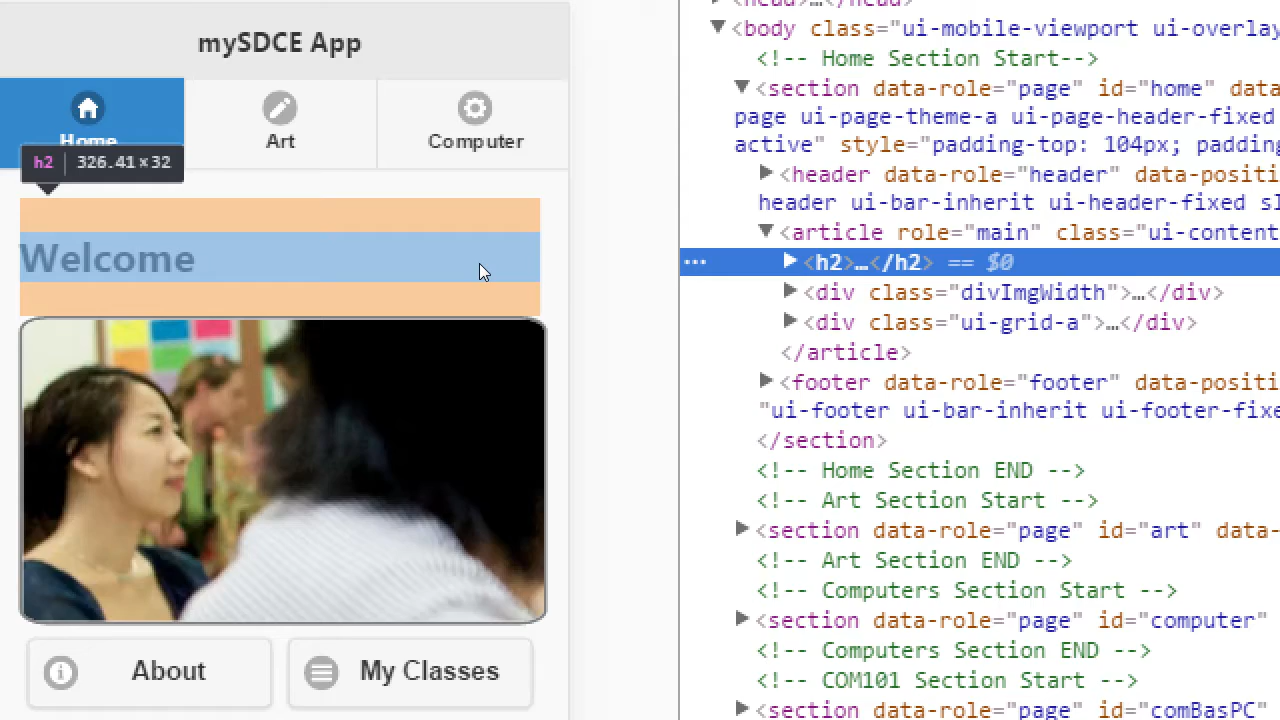 mySDCE App
Home
Art
Computer
h2 326.41 × 32
Welcome
About
My Classes
<head>…</head>
<body class="ui-mobile-viewport ui-overlay
<!-- Home Section Start-->
<section data-role="page" id="home" data
page ui-page-theme-a ui-page-header-fixed
active" style="padding-top: 104px; padding
<header data-role="header" data-positi
header ui-bar-inherit ui-header-fixed sl
<article role="main" class="ui-content
<h2>…</h2> == $0
<div class="divImgWidth">…</div>
<div class="ui-grid-a">…</div>
</article>
<footer data-role="footer" data-positi
"ui-footer ui-bar-inherit ui-footer-fixe
</section>
<!-- Home Section END -->
<!-- Art Section Start -->
<section data-role="page" id="art" data-
<!-- Art Section END -->
<!-- Computers Section Start -->
<section data-role="page" id="computer"
<!-- Computers Section END -->
<!-- COM101 Section Start -->
<section data-role="page" id="comBasPC"